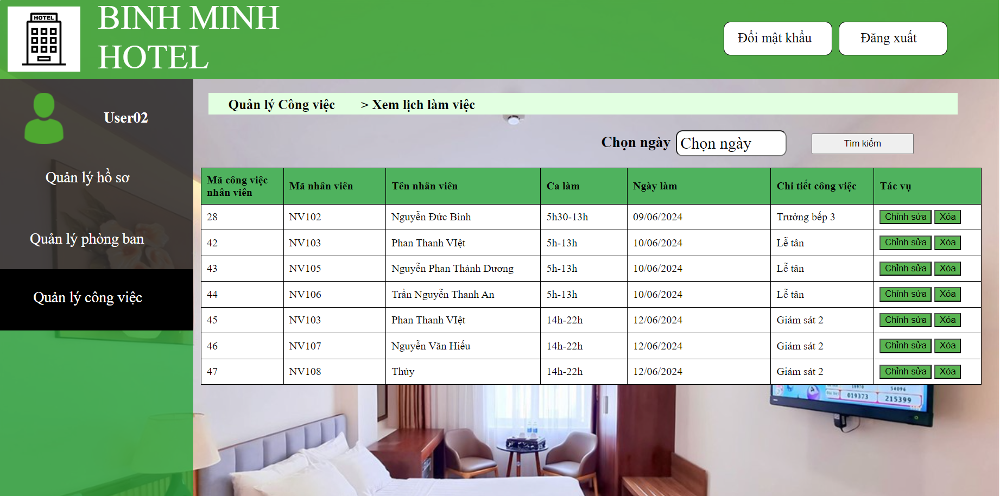 HOTEL
BINH MINH
HOTEL
Đổi mật khẩu
Đăng xuất
User02
Quản lý hồ sơ
Quản lý phòng ban
Quản lý công việc
Quản lý Công việc > Xem lịch làm việc
Chọn ngày Chọn ngày Tìm kiếm
Mã công việc nhân viên Mã nhân viên Tên nhân viên Ca làm Ngày làm Chi tiết công việc Tác vụ
28 NV102 Nguyễn Đức Bình 5h30-13h 09/06/2024 Trưởng bếp 3 Chỉnh sửa Xóa
42 NV103 Phan Thanh VIệt 5h-13h 10/06/2024 Lễ tân Chỉnh sửa Xóa
43 NV105 Nguyễn Phan Thành Dương 5h-13h 10/06/2024 Lễ tân Chỉnh sửa Xóa
44 NV106 Trần Nguyễn Thanh An 5h-13h 10/06/2024 Lễ tân Chỉnh sửa Xóa
45 NV103 Phan Thanh VIệt 14h-22h 12/06/2024 Giám sát 2 Chỉnh sửa Xóa
46 NV107 Nguyễn Văn Hiếu 14h-22h 12/06/2024 Giám sát 2 Chỉnh sửa Xóa
47 NV108 Thủy 14h-22h 12/06/2024 Giám sát 2 Chỉnh sửa Xóa
54096
019373 215399